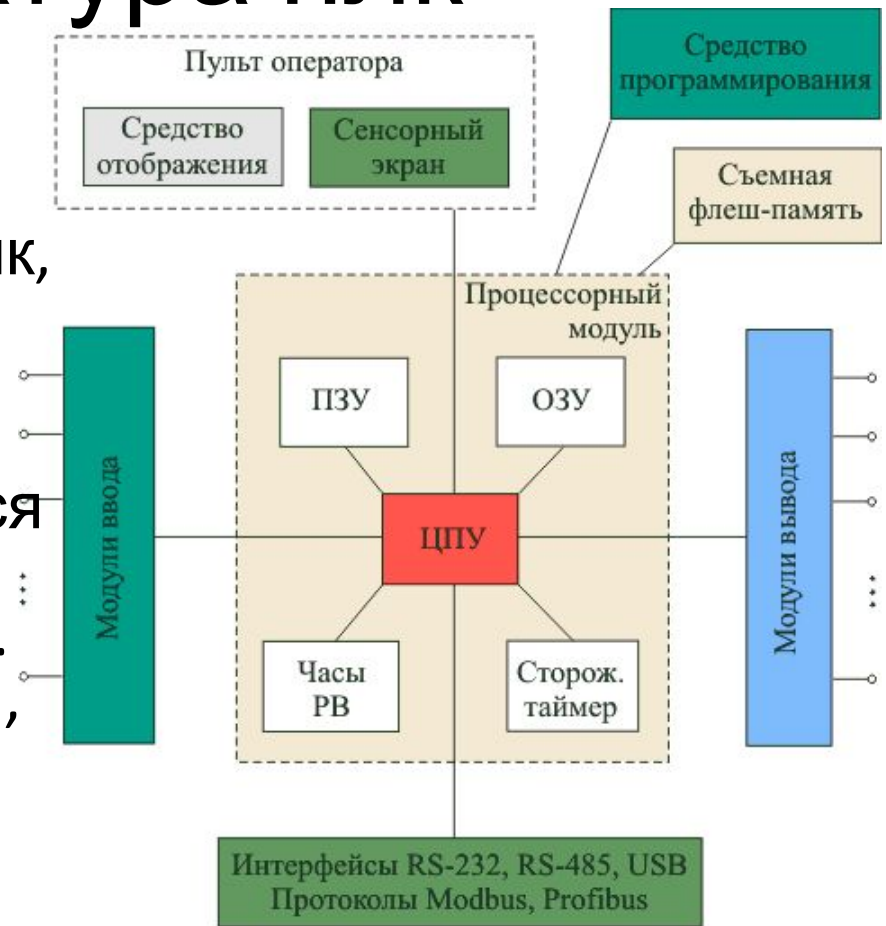 Пульт оператора
Средство
отображения
Сенсорный
экран
Средство
программирования
Съемная
флеш-память
Процессорный
модуль
ПЗУ
ОЗУ
Модули ввода
ЦПУ
Модули вывода
Часы
РВ
Сторож.
таймер
Интерфейсы RS-232, RS-485, USB
Протоколы Modbus, Profibus